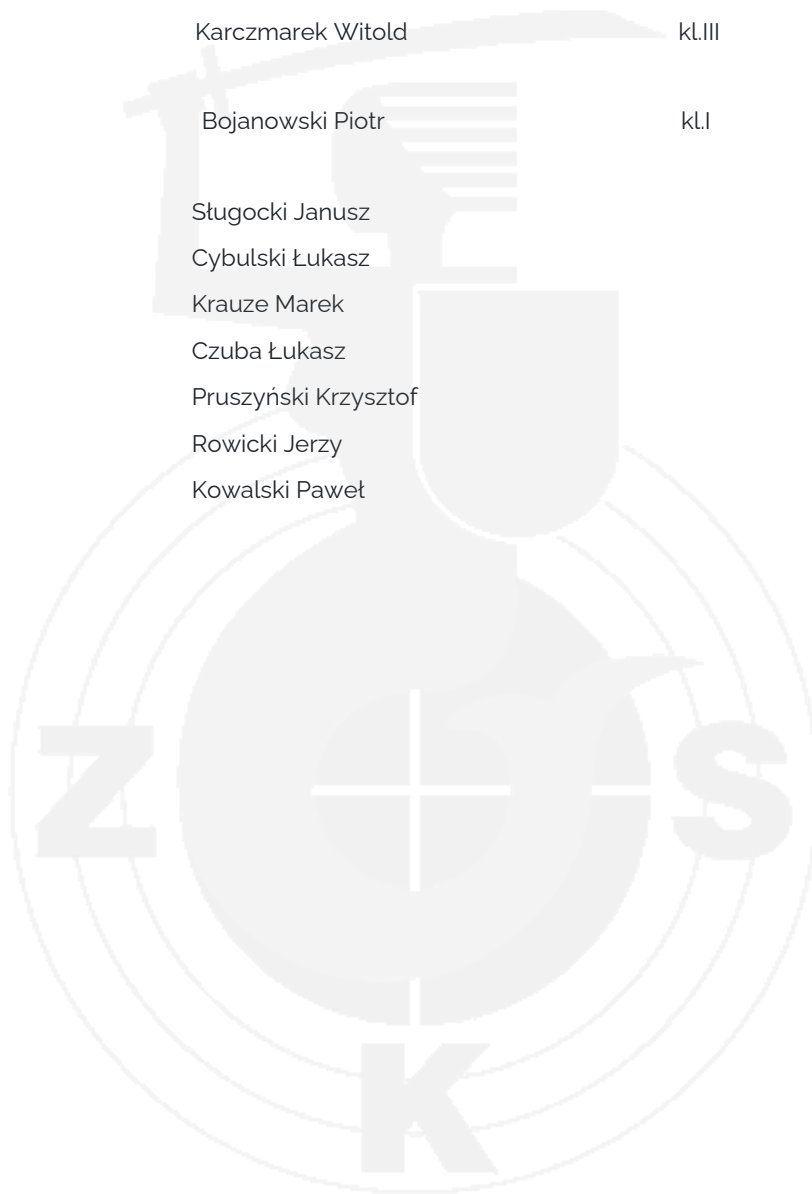 Karczmarek Witold kl.III
Bojanowski Piotr kl.I
Sługocki Janusz
Cybulski Łukasz
Krauze Marek
Czuba Łukasz
Pruszyński Krzysztof
Rowicki Jerzy
Kowalski Paweł
Z S
K